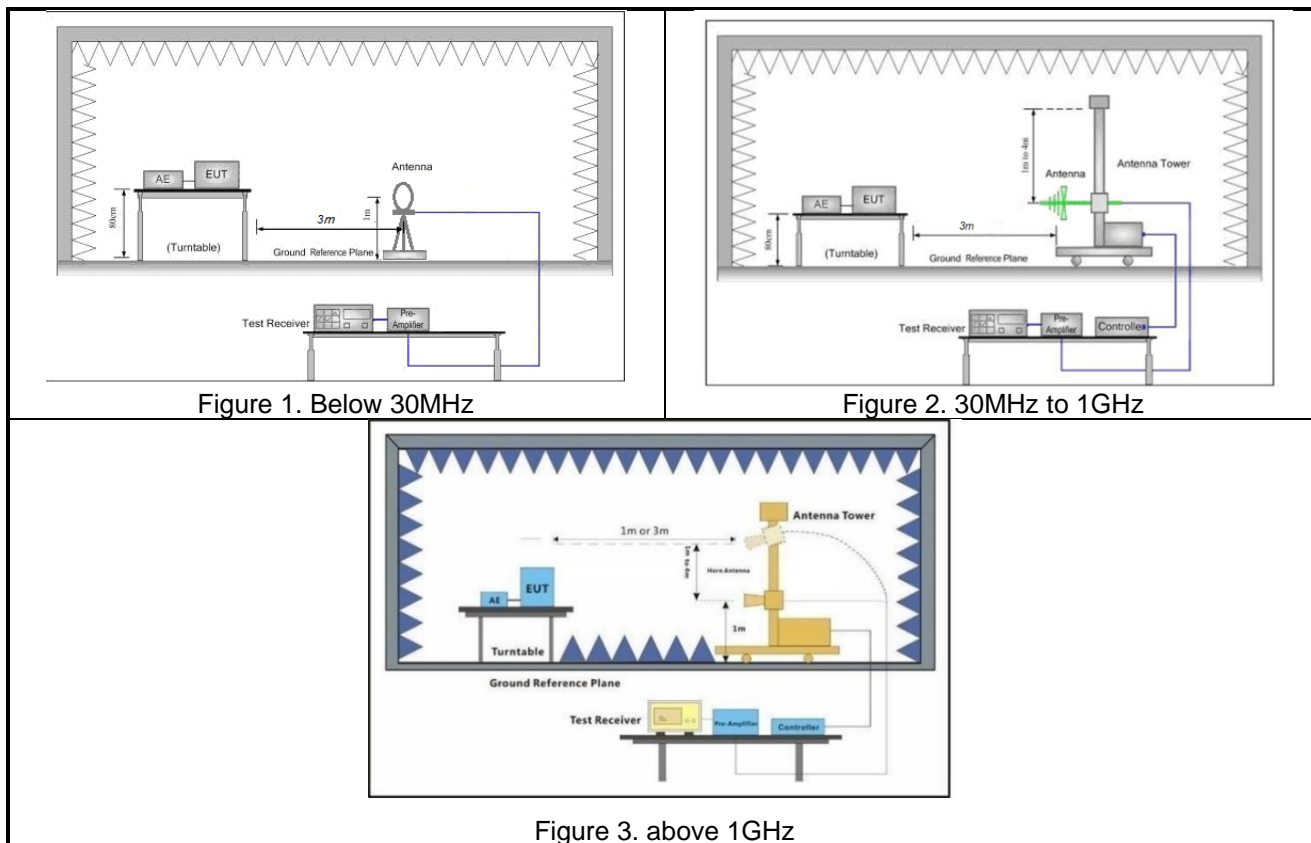 Antenna
AE
EUT
80cm
3m
1m
(Turntable)
Ground Reference Plane
Test Receiver
Pre-
Amplifier
Figure 1. Below 30MHz
1m to 4m
Antenna
Antenna Tower
AE
EUT
80cm
3m
(Turntable)
Ground Reference Plane
Test Receiver
Pre-
Amplifier
Controller
Figure 2. 30MHz to 1GHz
Antenna Tower
1m or 3m
1m to 4m
Horn Antenna
EUT
AE
1m
Turntable
Ground Reference Plane
Test Receiver
Pre-Amplifier
Controller
Figure 3. above 1GHz